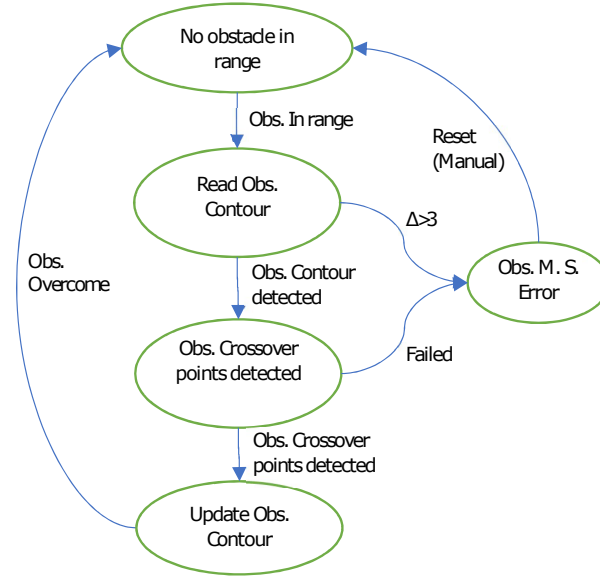 No obstacle in
range
Obs. In range
Reset
(Manual)
Read Obs.
Contour
Δ>3
Obs.
Overcome
Obs. Contour
detected
Obs. M. S.
Error
Obs. Crossover
points detected
Failed
Obs. Crossover
points detected
Update Obs.
Contour